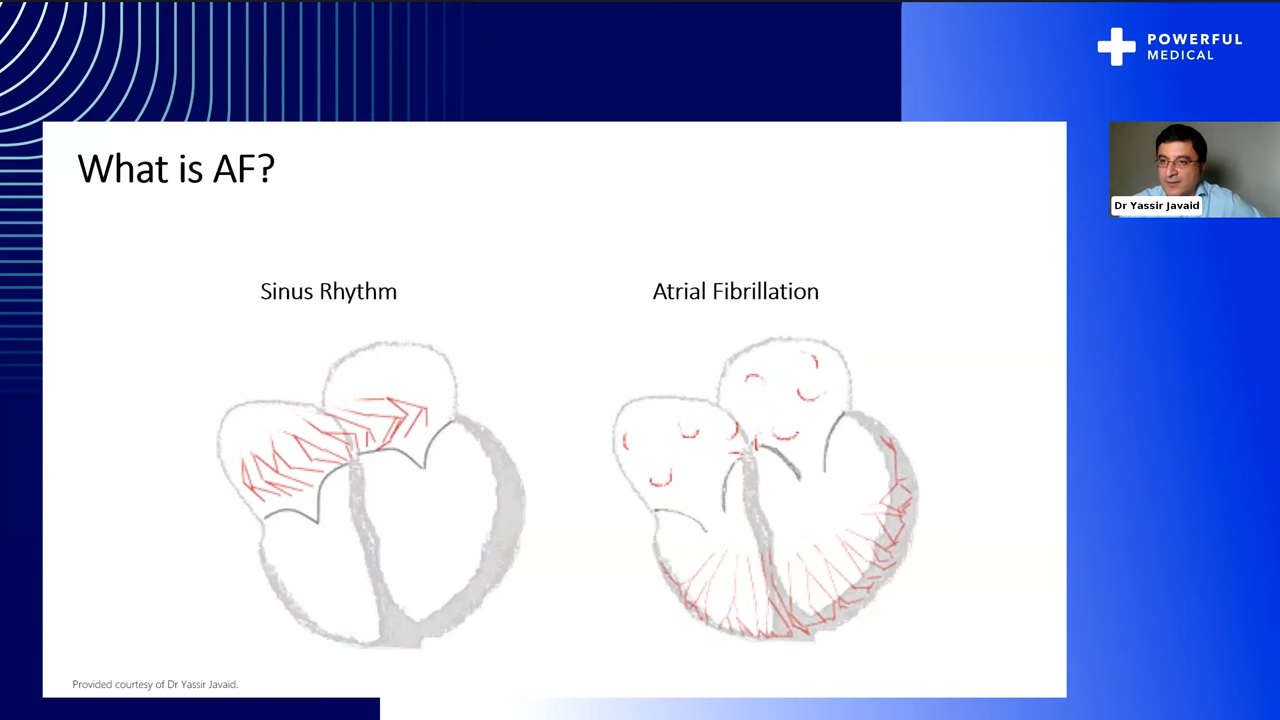 POWERFUL
MEDICAL
What is AF?
Dr Yassir Javaid
Sinus Rhythm
Atrial Fibrillation
Provided courtesy of Dr Yassir Javaid.